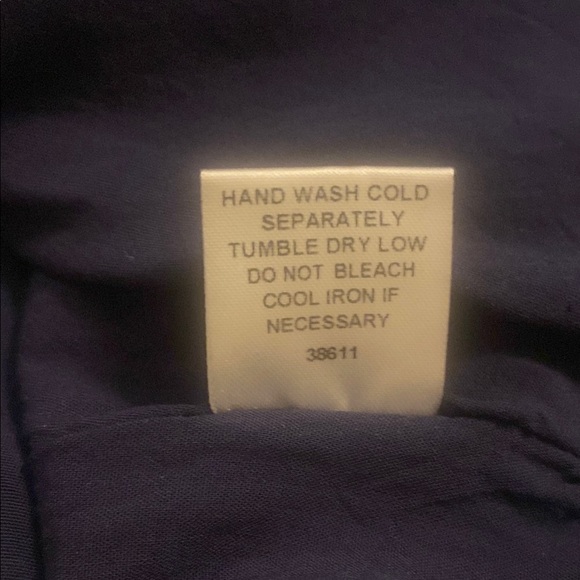 HAND WASH COLD
SEPARATELY
TUMBLE DRY LOW
DO NOT BLEACH
COOL IRON IF
NECESSARY
38611